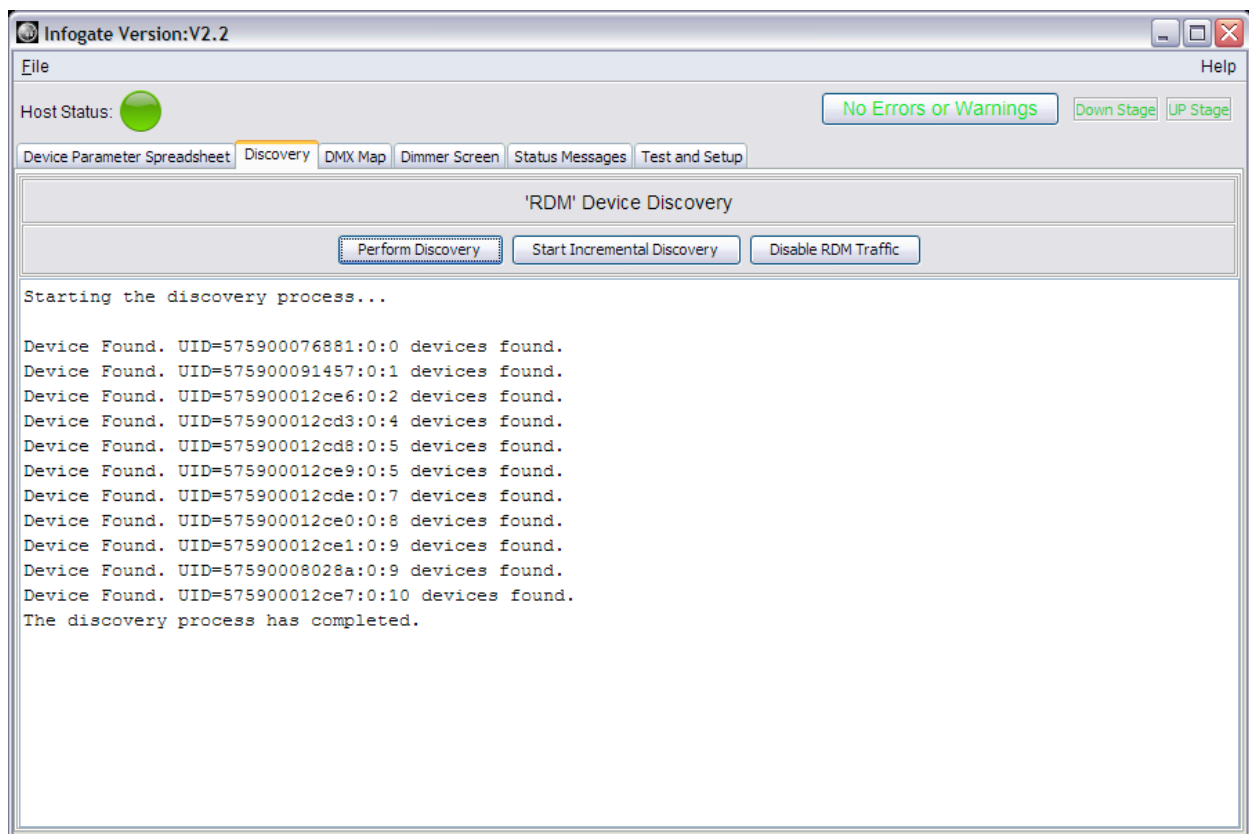 Infogate Version:V2.2
File Help
Host Status: No Errors or Warnings Down Stage UP Stage
Device Parameter Spreadsheet Discovery DMX Map Dimmer Screen Status Messages Test and Setup
'RDM' Device Discovery
Perform Discovery Start Incremental Discovery Disable RDM Traffic
Starting the discovery process...
Device Found. UID=575900076881:0:0 devices found.
Device Found. UID=575900091457:0:1 devices found.
Device Found. UID=575900012ce6:0:2 devices found.
Device Found. UID=575900012cd3:0:4 devices found.
Device Found. UID=575900012cd8:0:5 devices found.
Device Found. UID=575900012ce9:0:5 devices found.
Device Found. UID=575900012cde:0:7 devices found.
Device Found. UID=575900012ce0:0:8 devices found.
Device Found. UID=575900012ce1:0:9 devices found.
Device Found. UID=57590008028a:0:9 devices found.
Device Found. UID=575900012ce7:0:10 devices found.
The discovery process has completed.